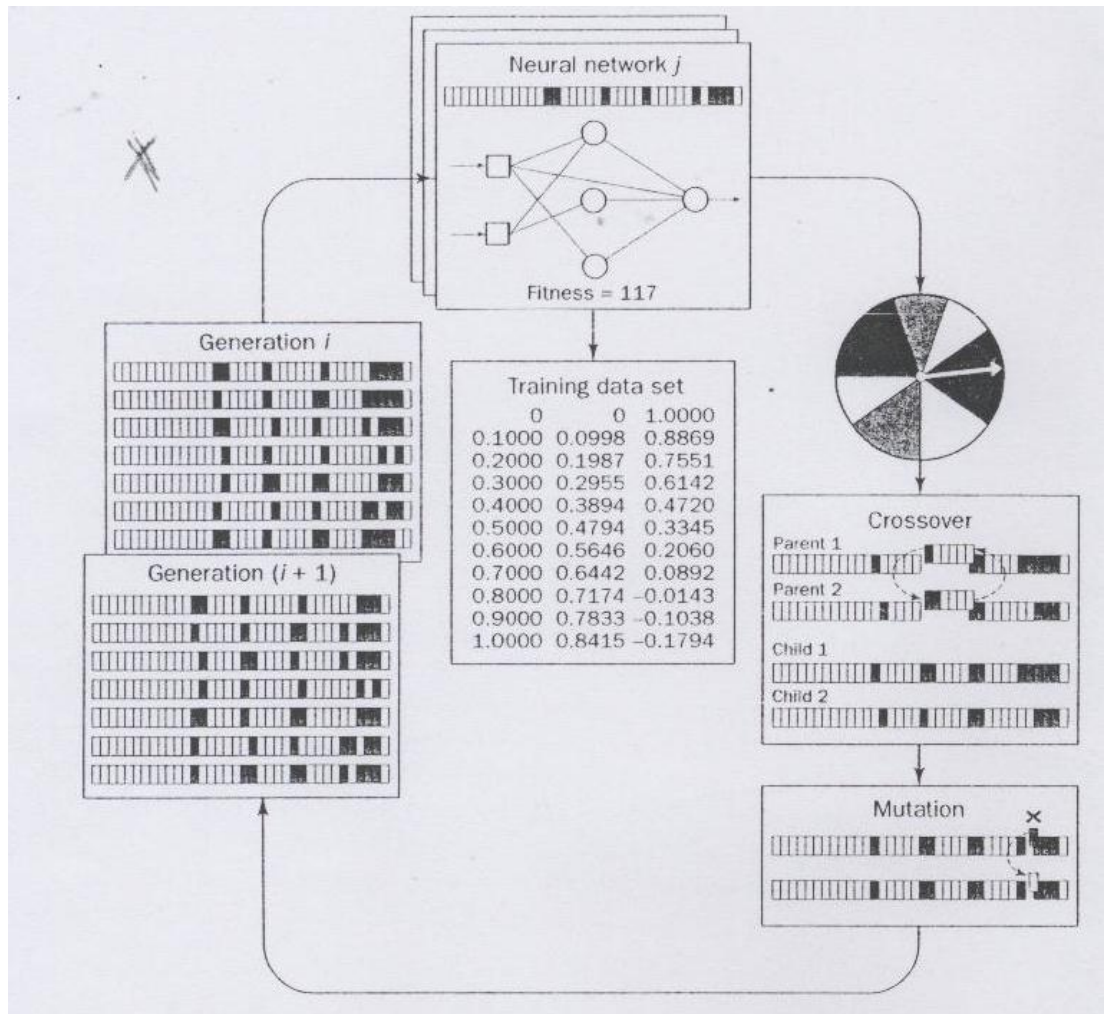 Neural network j
Fitness = 117
Generation i
Training data set
0 0 1.0000
0.1000 0.0998 0.8869
0.2000 0.1987 0.7551
0.3000 0.2955 0.6142
0.4000 0.3894 0.4720
0.5000 0.4794 0.3345
0.6000 0.5646 0.2060
0.7000 0.6442 0.0892
0.8000 0.7174 –0.0143
0.9000 0.7833 –0.1038
1.0000 0.8415 –0.1794
Generation (i + 1)
Crossover
Parent 1
Parent 2
Child 1
Child 2
Mutation
×